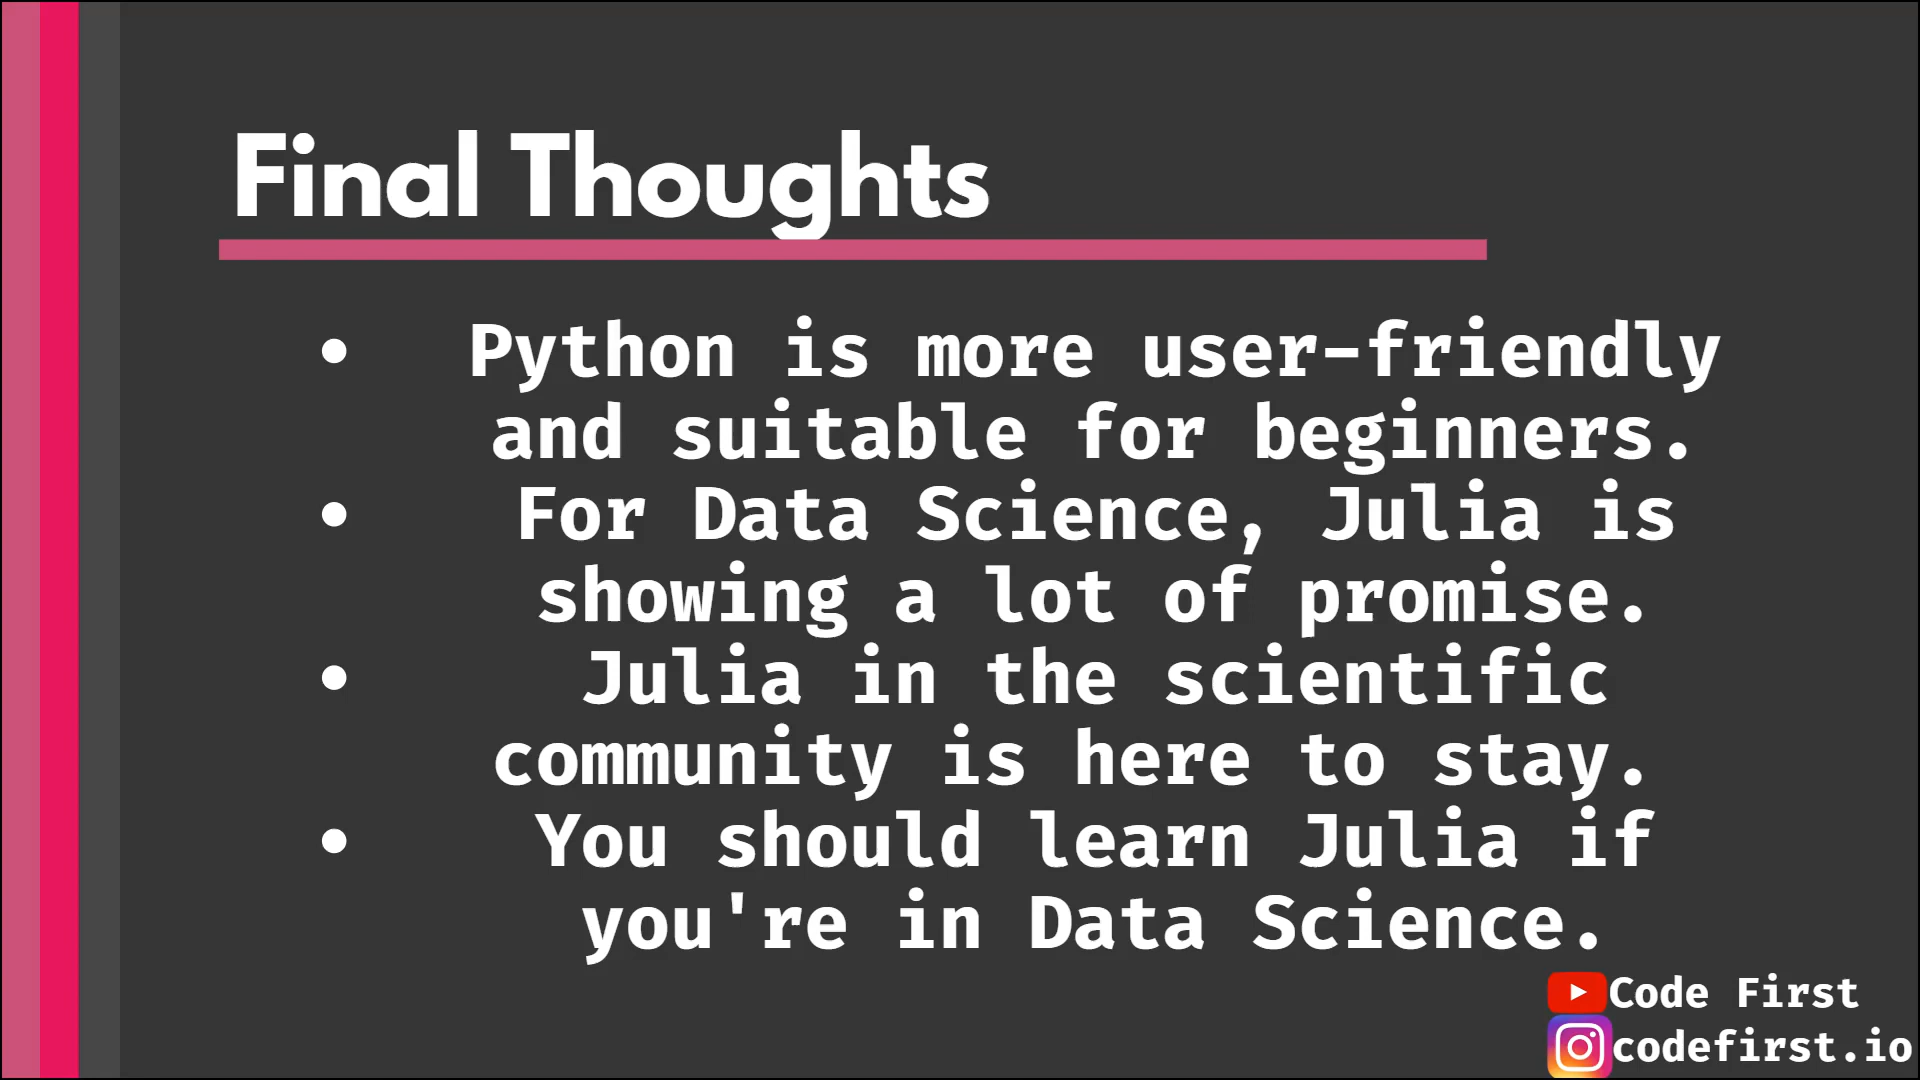 Final Thoughts
• Python is more user-friendly
and suitable for beginners.
• For Data Science, Julia is
showing a lot of promise.
• Julia in the scientific
community is here to stay.
• You should learn Julia if
you're in Data Science.
Code First
codefirst.io